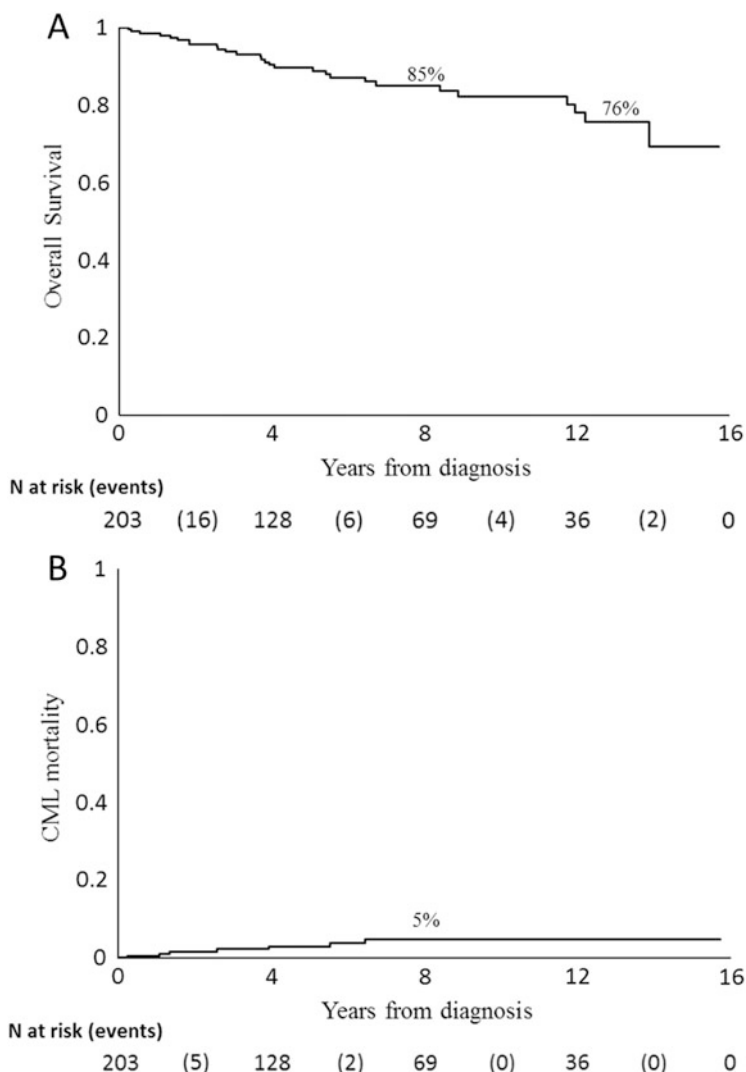 A
1
0.8
0.6
0.4
0.2
0
Overall Survival
85%
76%
0 4 8 12 16
Years from diagnosis
N at risk (events)
203 (16) 128 (6) 69 (4) 36 (2) 0
B
1
0.8
0.6
0.4
0.2
0
CML mortality
5%
0 4 8 12 16
Years from diagnosis
N at risk (events)
203 (5) 128 (2) 69 (0) 36 (0) 0